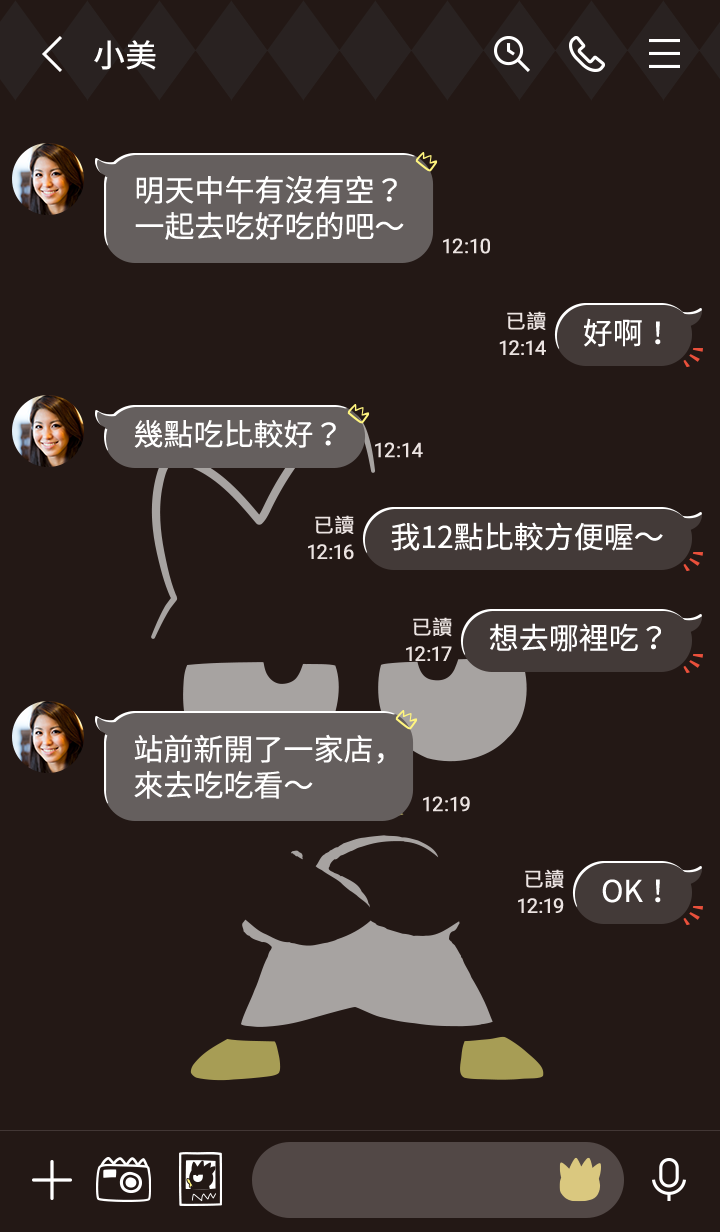 小美
明天中午有沒有空？
一起去吃好吃的吧～
12:10
已讀
12:14
好啊！
幾點吃比較好？
12:14
已讀
12:16
我12點比較方便喔～
已讀
12:17
想去哪裡吃？
站前新開了一家店，
來去吃吃看～
12:19
已讀
12:19
OK！